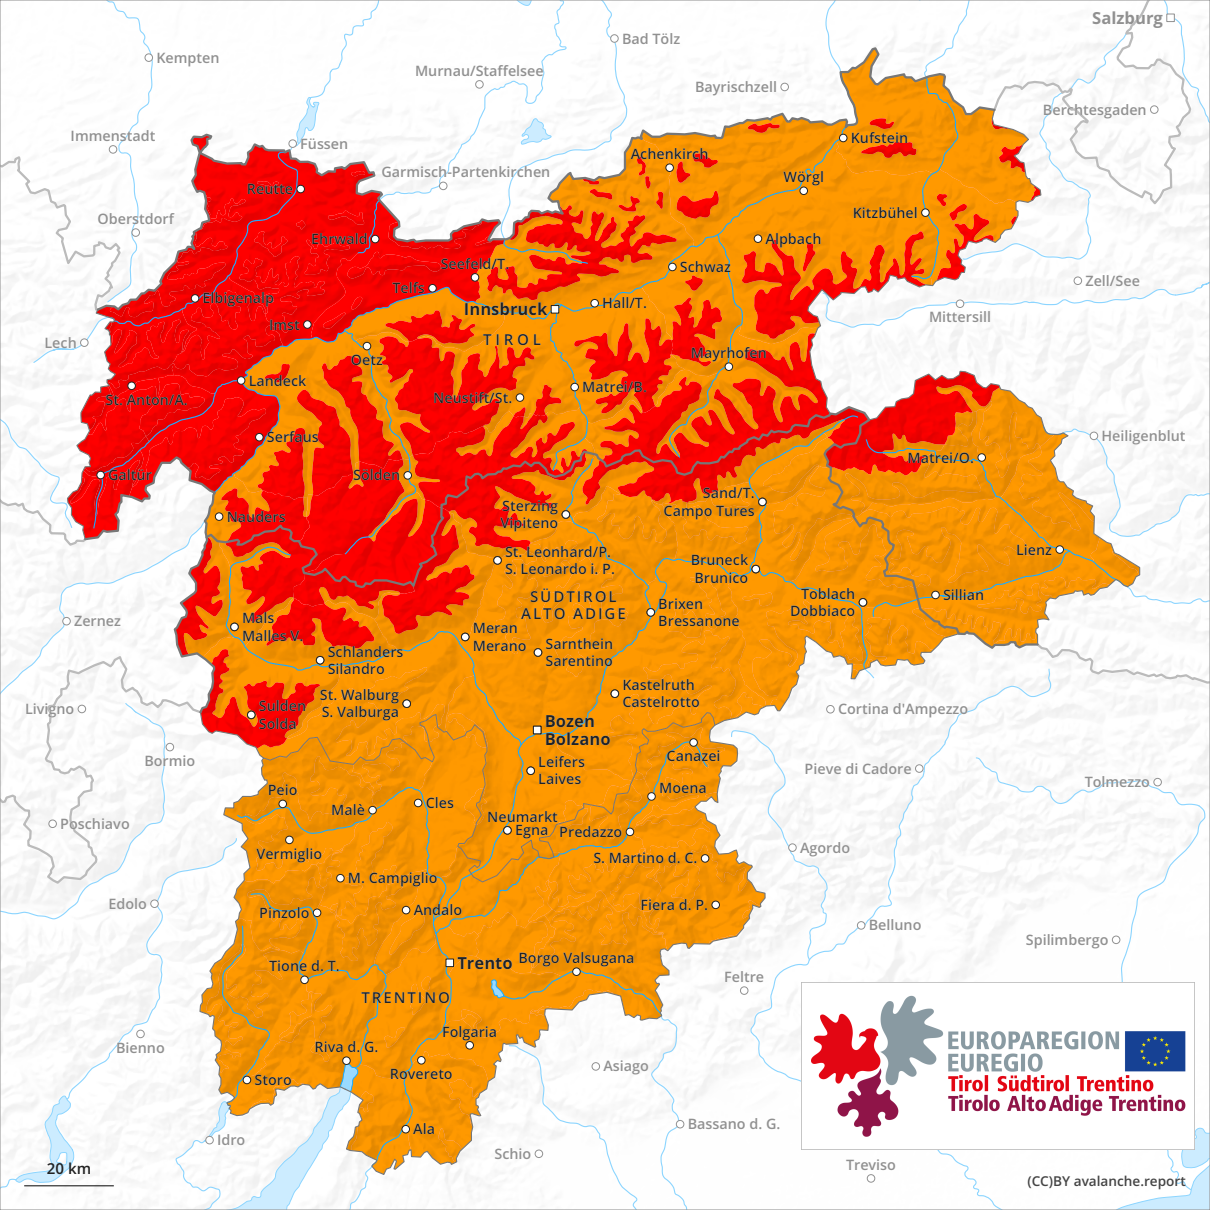 Salzburg
Bad Tölz
Kempten
Murnau/Staffelsee
Bayrischzell
Berchtesgaden
Immenstadt
Füssen
Kufstein
Achenkirch
Garmisch-Partenkirchen
Wörgl
Reutte
Oberstdorf
Kitzbühel
Ehrwald
Alpbach
Seefeld/T.
Schwaz
Zell/See
Telfs
Elbigenalp
Hall/T.
Innsbruck
Mittersill
Imst
TIROL
Lech
Oetz
Mayrhofen
Landeck
Matrei/B.
St. Anton/A.
Neustift/St.
Serfaus
Heiligenblut
Matrei/O.
Galtür
Sölden
Sand/T.
Campo Tures
Sterzing
Vipiteno
Nauders
Lienz
St. Leonhard/P.
S. Leonardo i. P.
Bruneck
Brunico
SÜDTIROL
ALTO ADIGE
Toblach
Dobbiaco
Sillian
Brixen
Bressanone
Zernez
Mals
Malles V.
Meran
Merano
Sarnthein
Sarentino
Schlanders
Silandro
Kastelruth
Castelrotto
St. Walburg
S. Valburga
Livigno
Sulden
Solda
Cortina d'Ampezzo
Bozen
Bolzano
Bormio
Canazei
Leifers
Laives
Pieve di Cadore
Tolmezzo
Peio
Moena
Malè
Cles
Neumarkt
Egna
Predazzo
Poschiavo
Vermiglio
Agordo
S. Martino d. C.
M. Campiglio
Edolo
Pinzolo
Andalo
Fiera d. P.
Belluno
Spilimbergo
Trento
Borgo Valsugana
Tione d. T.
Feltre
TRENTINO
Folgaria
Bienno
Riva d. G.
EUROPAREGION
EUREGIO
Tirol Südtirol Trentino
Tirolo Alto Adige Trentino
Asiago
Rovereto
Storo
Ala
Bassano d. G.
Idro
Schio
Treviso
20 km
(CC)BY avalanche.report